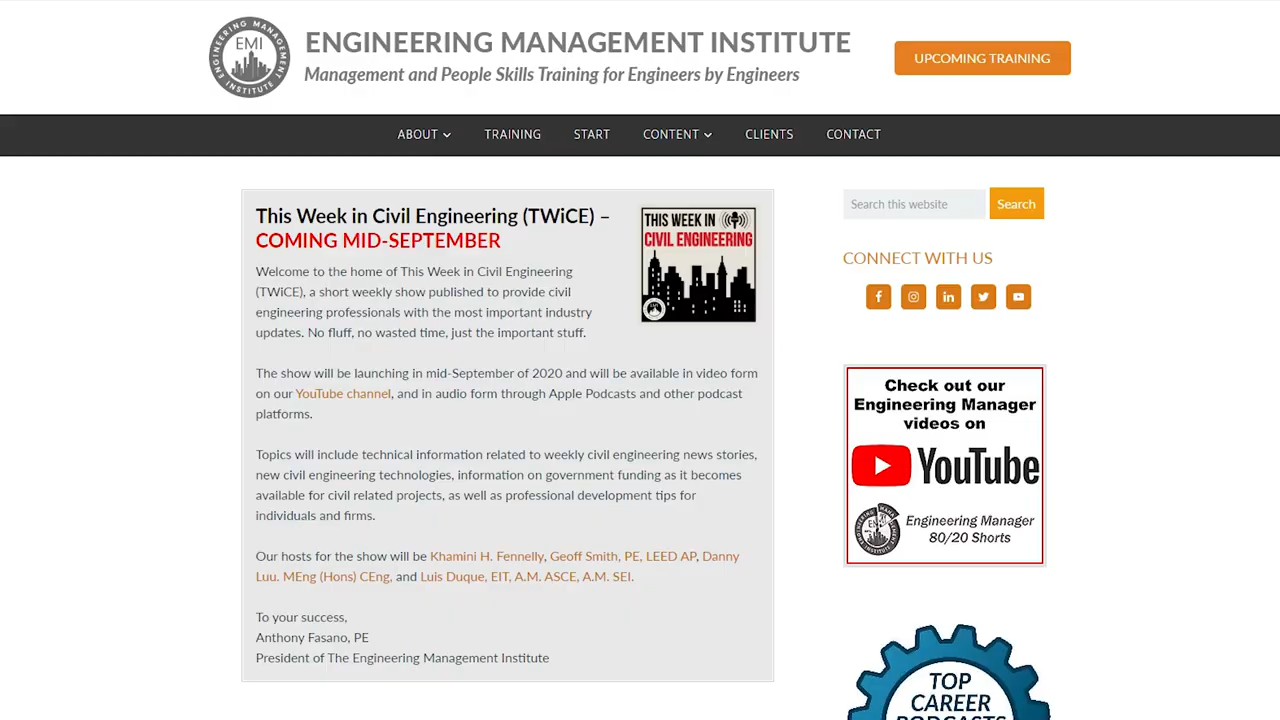 ENGINEERING MANAGEMENT INSTITUTE
EMI
ENGINEERING MANAGEMENT INSTITUTE
Management and People Skills Training for Engineers by Engineers
UPCOMING TRAINING
ABOUT
TRAINING
START
CONTENT
CLIENTS
CONTACT
This Week in Civil Engineering (TWiCE) –
COMING MID-SEPTEMBER
THIS WEEK IN
CIVIL ENGINEERING
Welcome to the home of This Week in Civil Engineering
(TWiCE), a short weekly show published to provide civil
engineering professionals with the most important industry
updates. No fluff, no wasted time, just the important stuff.
The show will be launching in mid-September of 2020 and will be available in video form
on our YouTube channel, and in audio form through Apple Podcasts and other podcast
platforms.
Topics will include technical information related to weekly civil engineering news stories,
new civil engineering technologies, information on government funding as it becomes
available for civil related projects, as well as professional development tips for
individuals and firms.
Our hosts for the show will be Khamini H. Fennelly, Geoff Smith, PE, LEED AP, Danny
Luu. MEng (Hons) CEng, and Luis Duque, EIT, A.M. ASCE, A.M. SEI.
To your success,
Anthony Fasano, PE
President of The Engineering Management Institute
Search this website
Search
CONNECT WITH US
Check out our
Engineering Manager
videos on
YouTube
Engineering Manager
80/20 Shorts
TOP
CAREER
PODCASTS